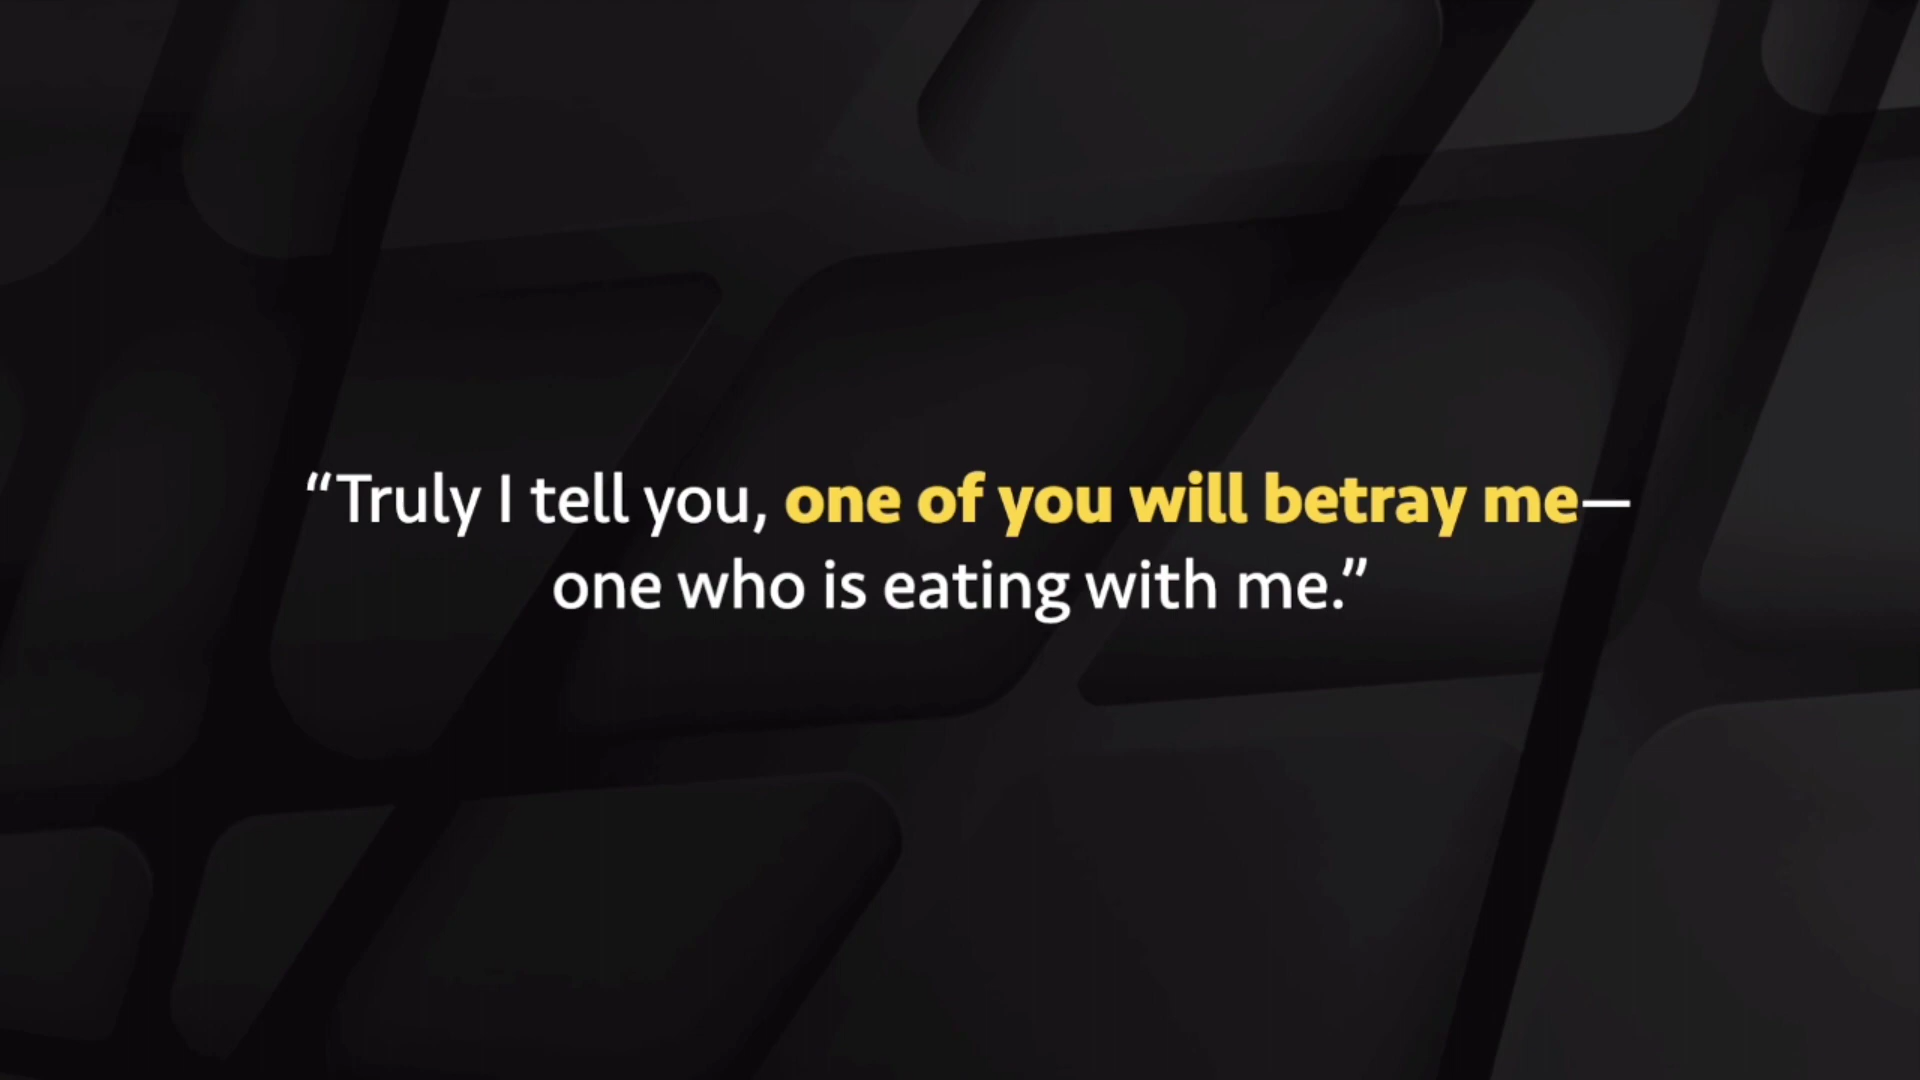 “Truly I tell you, one of you will betray me—
one who is eating with me.”